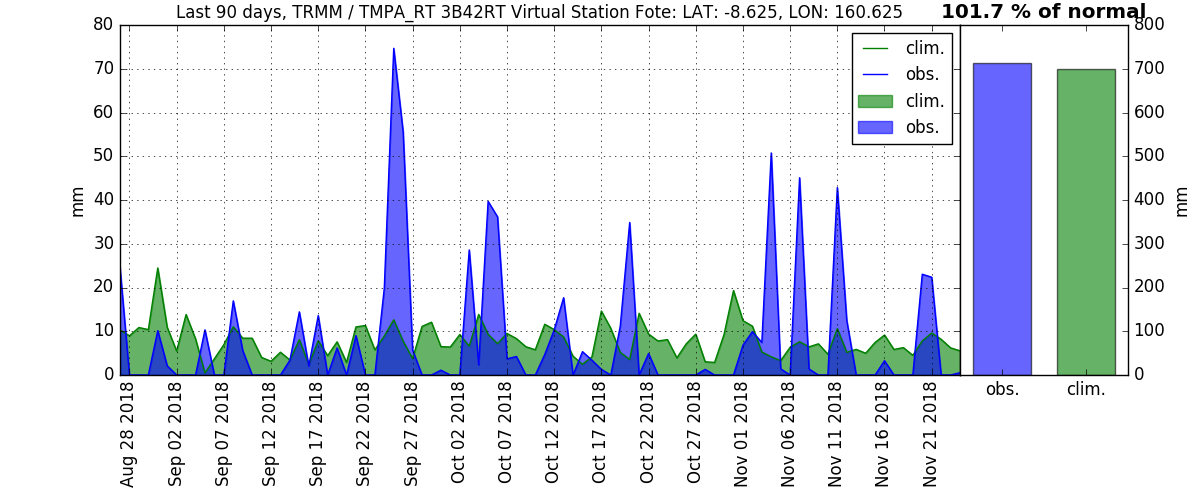 Last 90 days, TRMM / TMPA_RT 3B42RT Virtual Station Fote: LAT: -8.625, LON: 160.625
101.7 % of normal
80
70
60
50
40
30
20
10
0
mm
clim.
obs.
clim.
obs.
800
700
600
500
400
300
200
100
0
mm
obs.
clim.
Aug 28 2018
Sep 02 2018
Sep 07 2018
Sep 12 2018
Sep 17 2018
Sep 22 2018
Sep 27 2018
Oct 02 2018
Oct 07 2018
Oct 12 2018
Oct 17 2018
Oct 22 2018
Oct 27 2018
Nov 01 2018
Nov 06 2018
Nov 11 2018
Nov 16 2018
Nov 21 2018